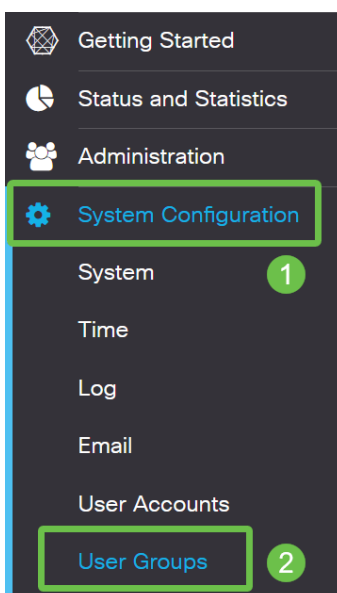 Getting Started
Status and Statistics
Administration
System Configuration
System 1
Time
Log
Email
User Accounts
User Groups 2